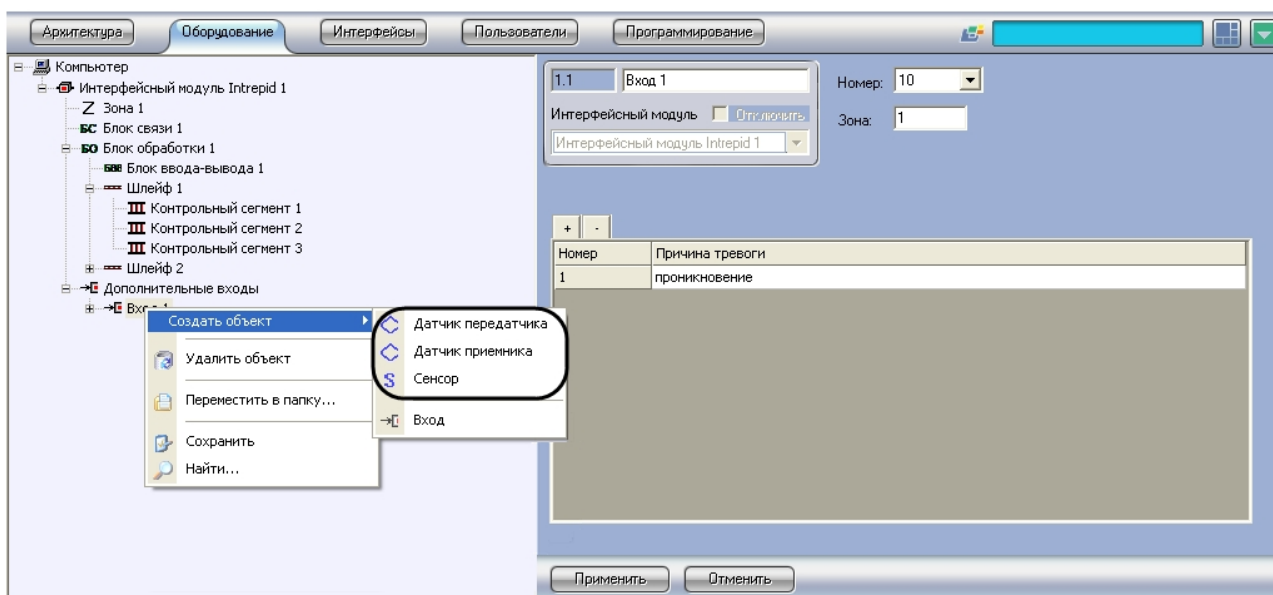 Архитектура
Оборудование
Интерфейсы
Пользователи
Программирование
Компьютер
Интерфейсный модуль Intrepid 1
Зона 1
БС Блок связи 1
БО Блок обработки 1
БВВ Блок ввода-вывода 1
Шлейф 1
Контрольный сегмент 1
Контрольный сегмент 2
Контрольный сегмент 3
Шлейф 2
Дополнительные входы
Создать объект
Удалить объект
Переместить в папку...
Сохранить
Найти...
Датчик передатчика
Датчик приемника
Сенсор
Вход
1.1 Вход 1
Интерфейсный модуль Отключить
Интерфейсный модуль Intrepid 1
Номер: 10
Зона: 1
+ -
Номер Причина тревоги
1 проникновение
Применить Отменить